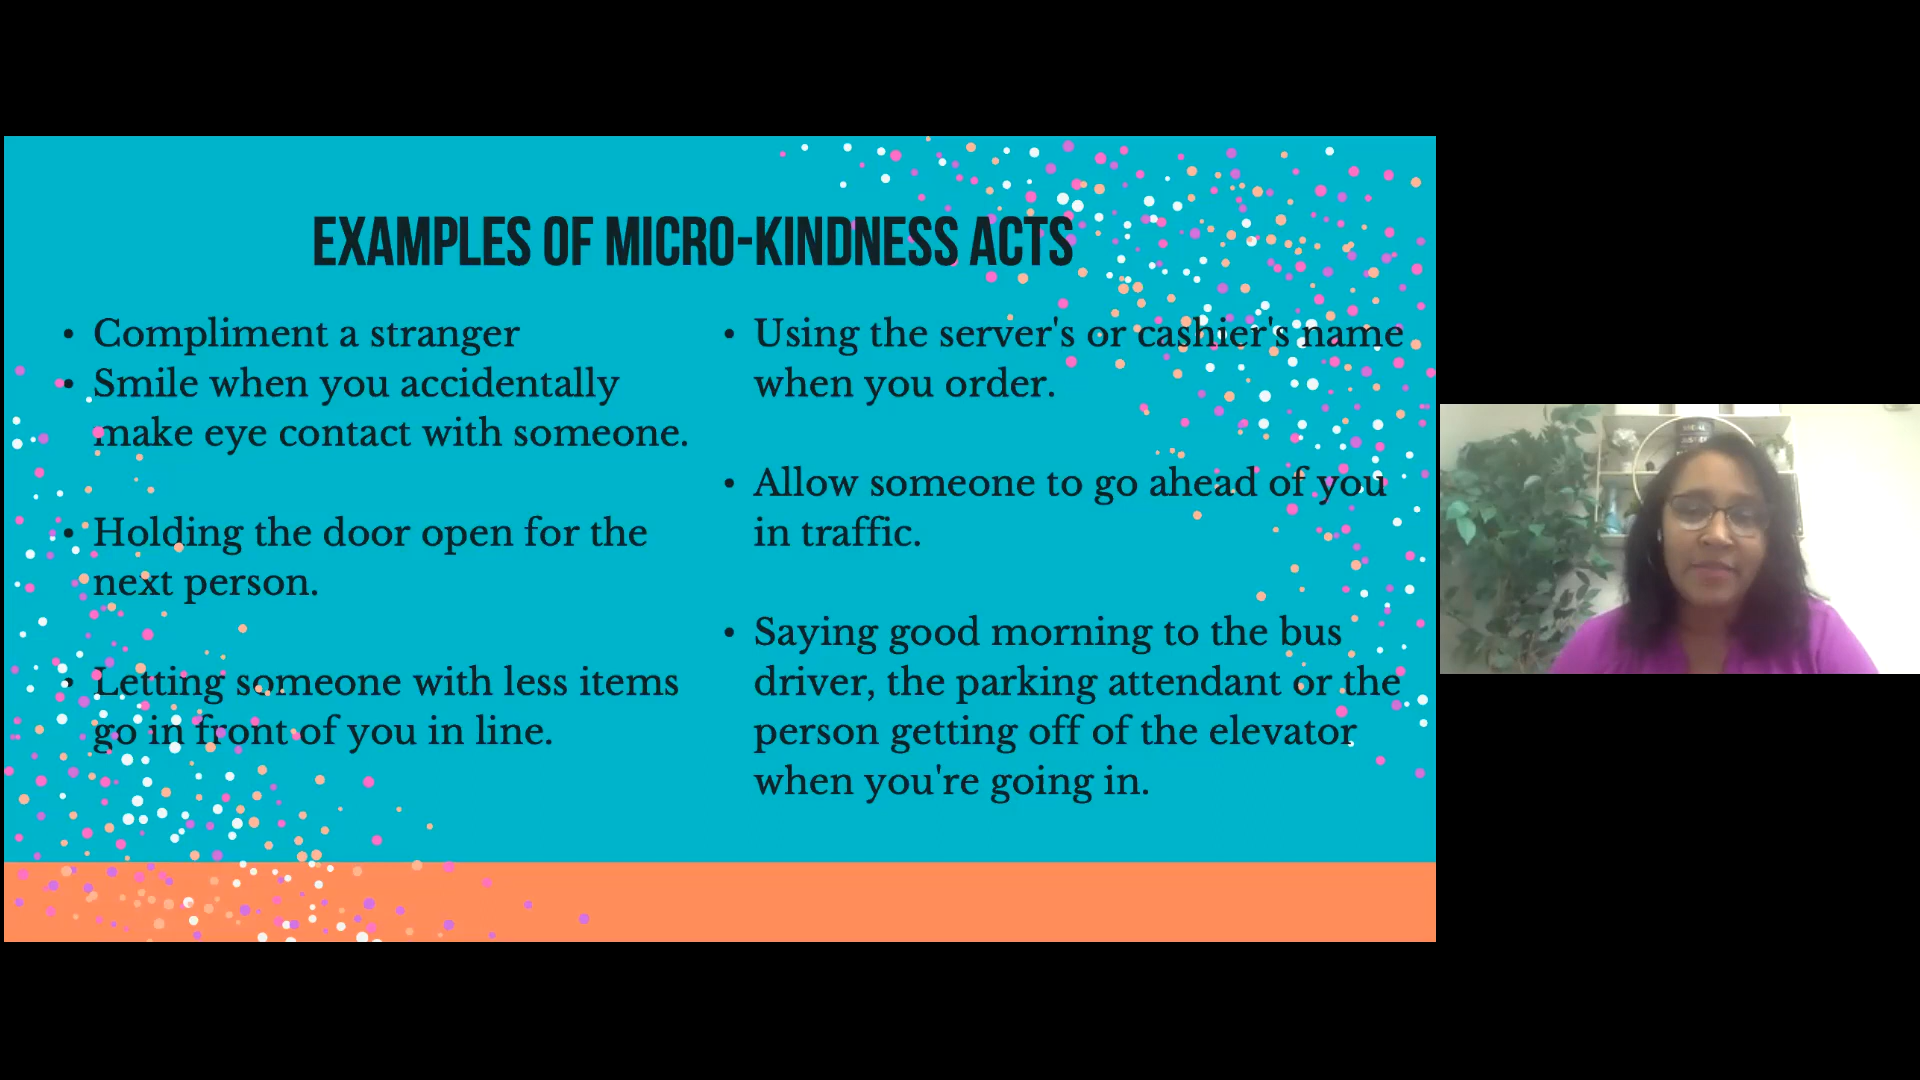 EXAMPLES OF MICRO-KINDNESS ACTS
• Compliment a stranger
• Smile when you accidentally
make eye contact with someone.
• Holding the door open for the
next person.
• Letting someone with less items
go in front of you in line.
• Using the server's or cashier's name
when you order.
• Allow someone to go ahead of you
in traffic.
• Saying good morning to the bus
driver, the parking attendant or the
person getting off of the elevator
when you're going in.